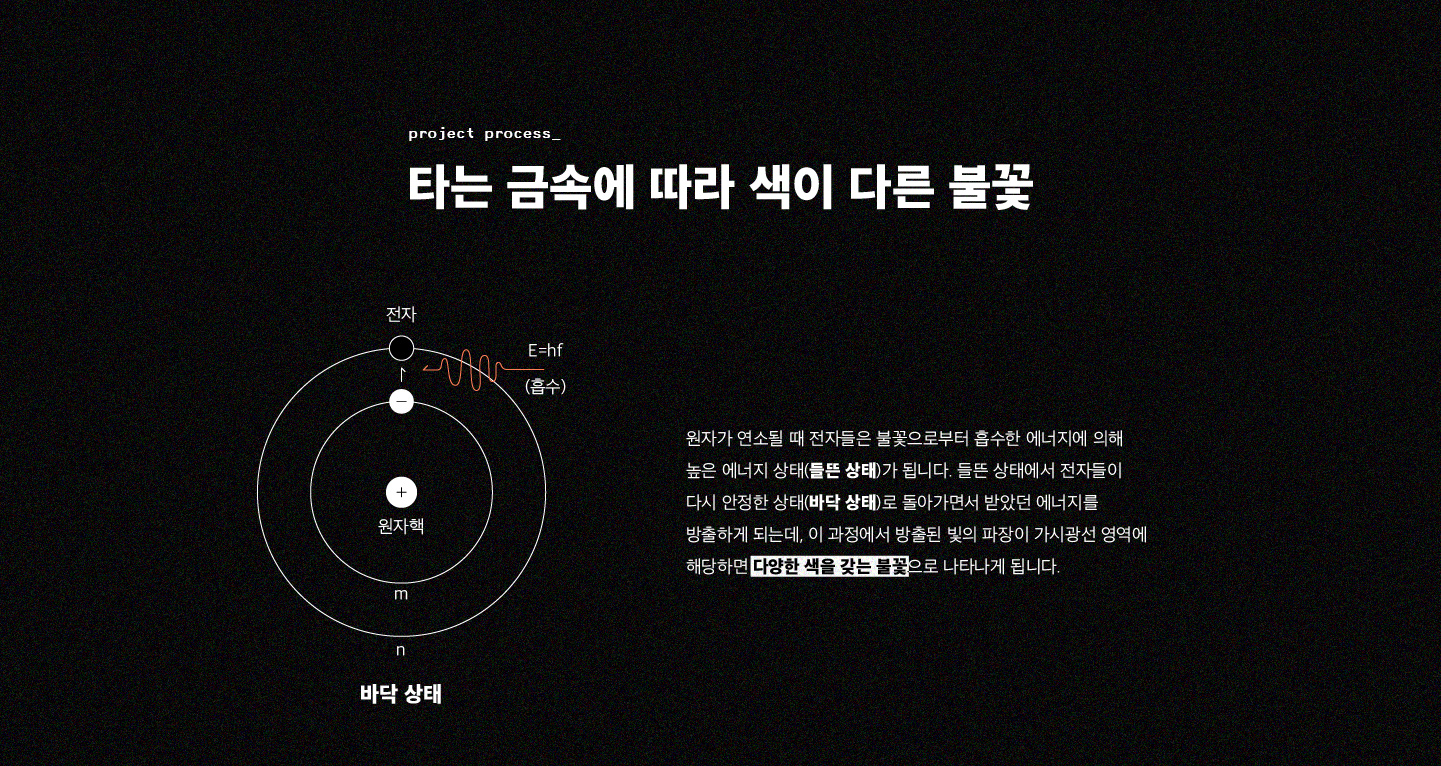 project process_
타는 금속에 따라 색이 다른 불꽃
전자
E=hf
(흡수)
−
+
원자핵
m
n
바닥 상태
원자가 연소될 때 전자들은 불꽃으로부터 흡수한 에너지에 의해
높은 에너지 상태(들뜬 상태)가 됩니다. 들뜬 상태에서 전자들이
다시 안정한 상태(바닥 상태)로 돌아가면서 받았던 에너지를
방출하게 되는데, 이 과정에서 방출된 빛의 파장이 가시광선 영역에
해당하면 다양한 색을 갖는 불꽃으로 나타나게 됩니다.